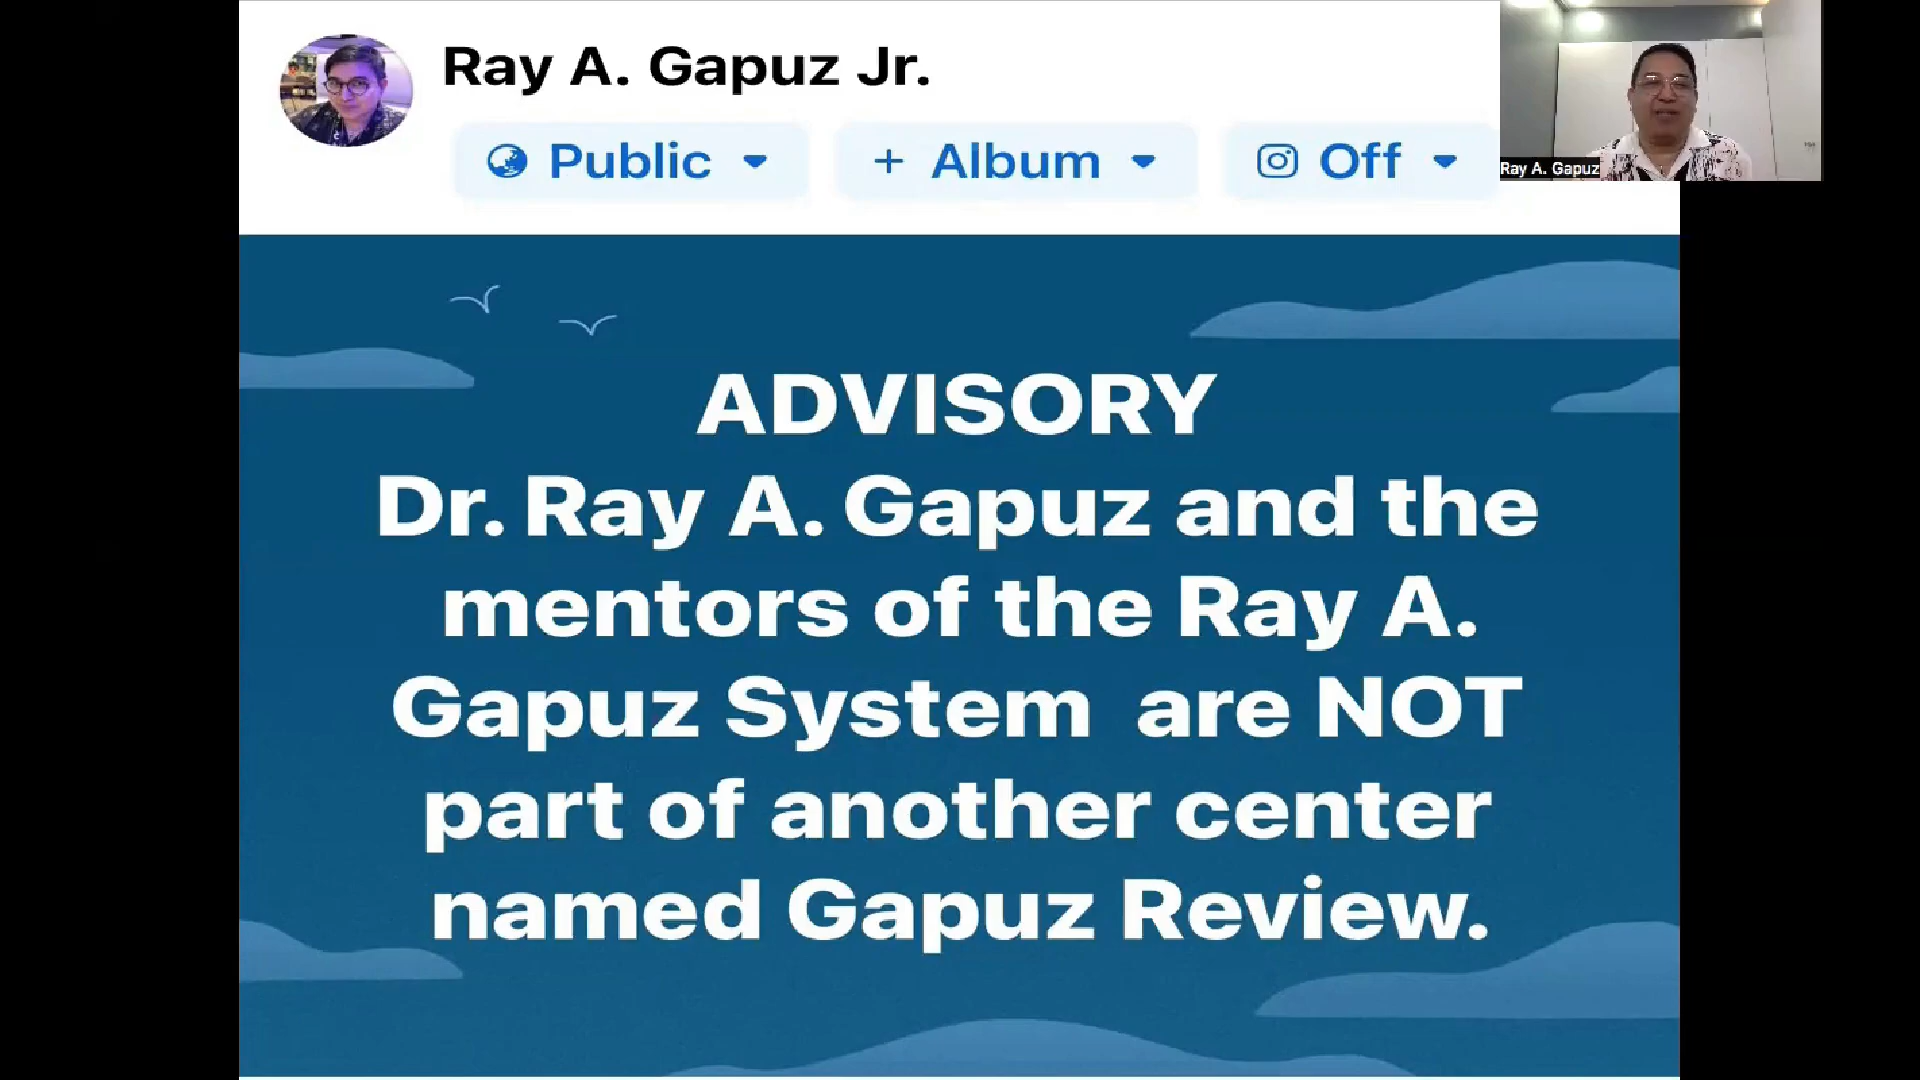 Ray A. Gapuz Jr.
Public
+ Album
Off
Ray A. Gapuz
ADVISORY
Dr. Ray A. Gapuz and the
mentors of the Ray A.
Gapuz System are NOT
part of another center
named Gapuz Review.